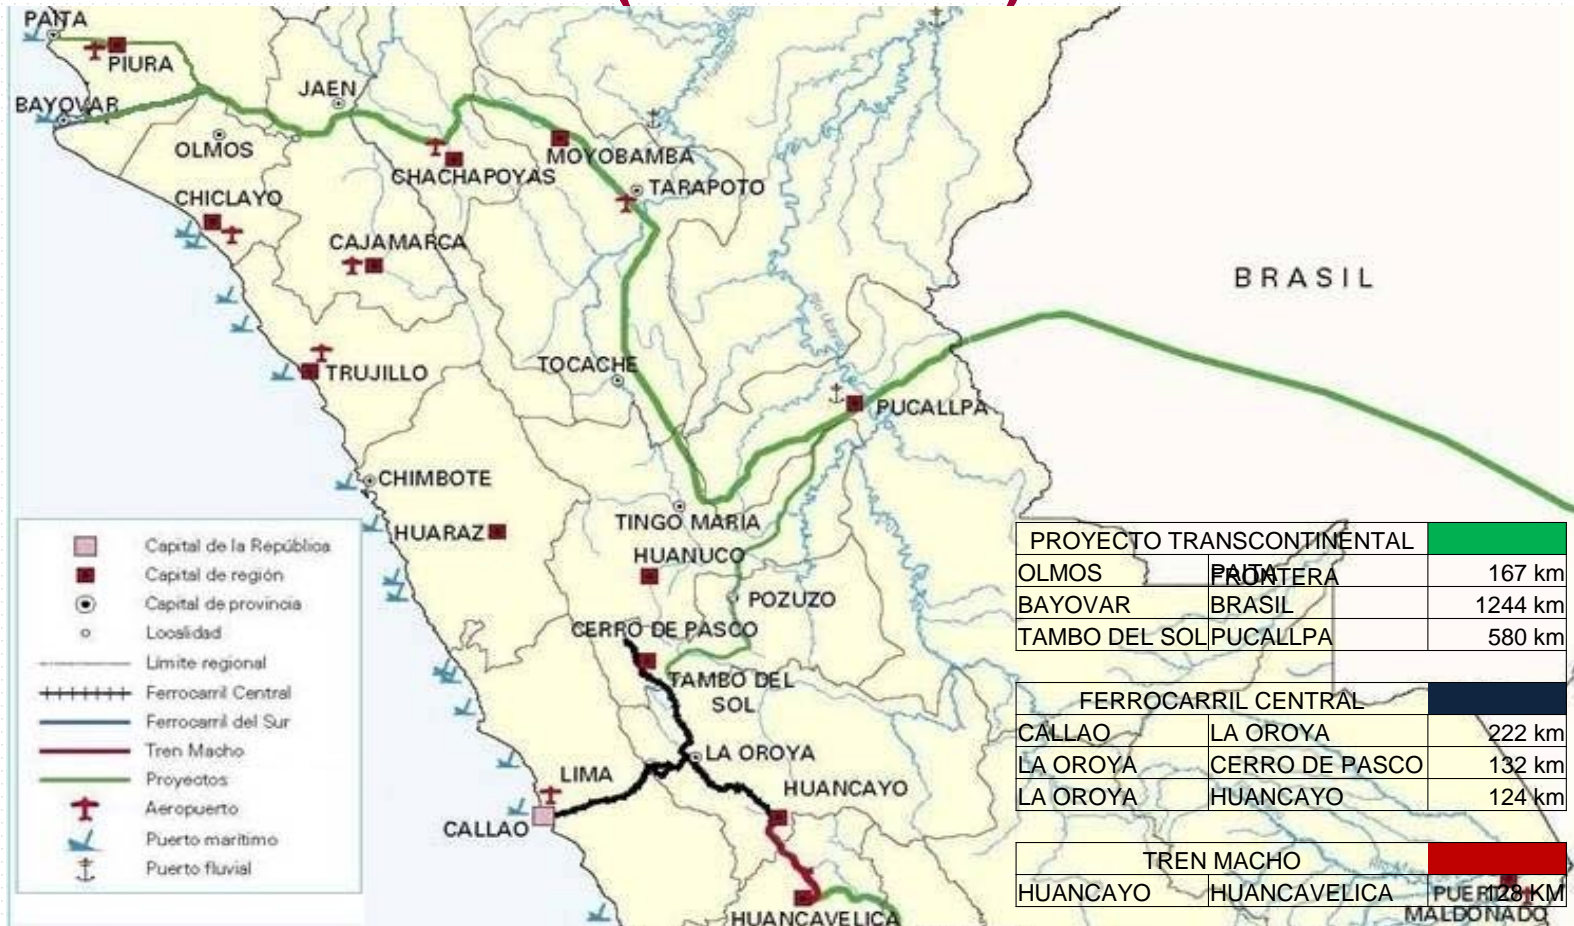 PAITA
PIURA
BAYOVAR
JAEN
OLMOS
CHACHAPOYAS
MOYOBAMBA
TARAPOTO
CHICLAYO
CAJAMARCA
BRASIL
TRUJILLO
TOCACHE
PUCALLPA
CHIMBOTE
HUARAZ
TINGO MARIA
HUANUCO
POZUZO
CERRO DE PASCO
TAMBO DEL
SOL
LA OROYA
LIMA
HUANCAYO
CALLAO
HUANCAVELICA
Capital de la República
Capital de región
Capital de provincia
Localidad
Límite regional
Ferrocarril Central
Ferrocarril del Sur
Tren Macho
Proyectos
Aeropuerto
Puerto marítimo
Puerto fluvial
PROYECTO TRANSCONTINENTAL
OLMOS PAITA 167 km
FRONTERA
BAYOVAR BRASIL 1244 km
TAMBO DEL SOL PUCALLPA 580 km
FERROCARRIL CENTRAL
CALLAO LA OROYA 222 km
LA OROYA CERRO DE PASCO 132 km
LA OROYA HUANCAYO 124 km
TREN MACHO
HUANCAYO HUANCAVELICA 128 KM
MALDONADO